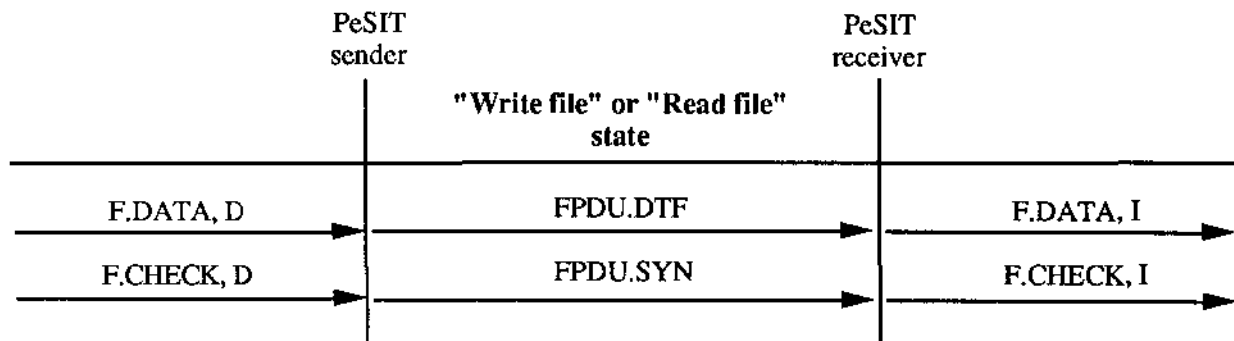 PeSIT
sender
PeSIT
receiver
"Write file" or "Read file"
state
F.DATA, D
FPDU.DTF
F.DATA, I
F.CHECK, D
FPDU.SYN
F.CHECK, I